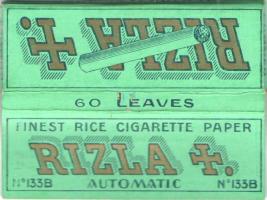 RIZLA +.
60 LEAVES
FINEST RICE CIGARETTE PAPER
RIZLA +.
Nº133B AUTOMATIC Nº133B